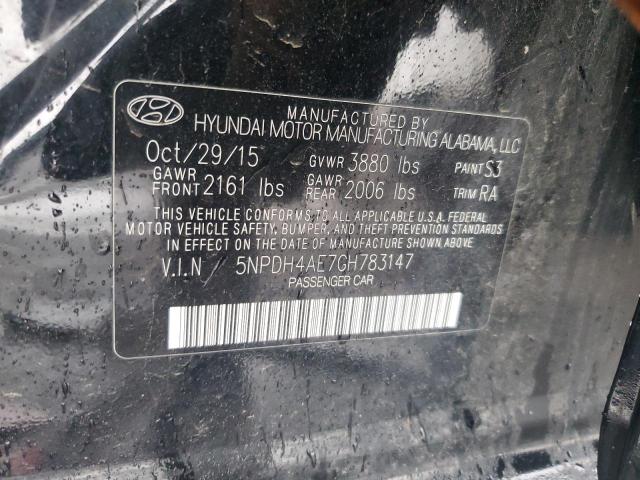 MANUFACTURED BY
HYUNDAI MOTOR MANUFACTURING ALABAMA, LLC
Oct/29/15 GVWR 3880 lbs PAINT S3
GAWR FRONT 2161 lbs GAWR REAR 2006 lbs TRIM RA
THIS VEHICLE CONFORMS TO ALL APPLICABLE U.S.A. FEDERAL
MOTOR VEHICLE SAFETY, BUMPER, AND THEFT PREVENTION STANDARDS
IN EFFECT ON THE DATE OF MANUFACTURE SHOWN ABOVE.
V.I.N / 5NPDH4AE7GH783147
PASSENGER CAR